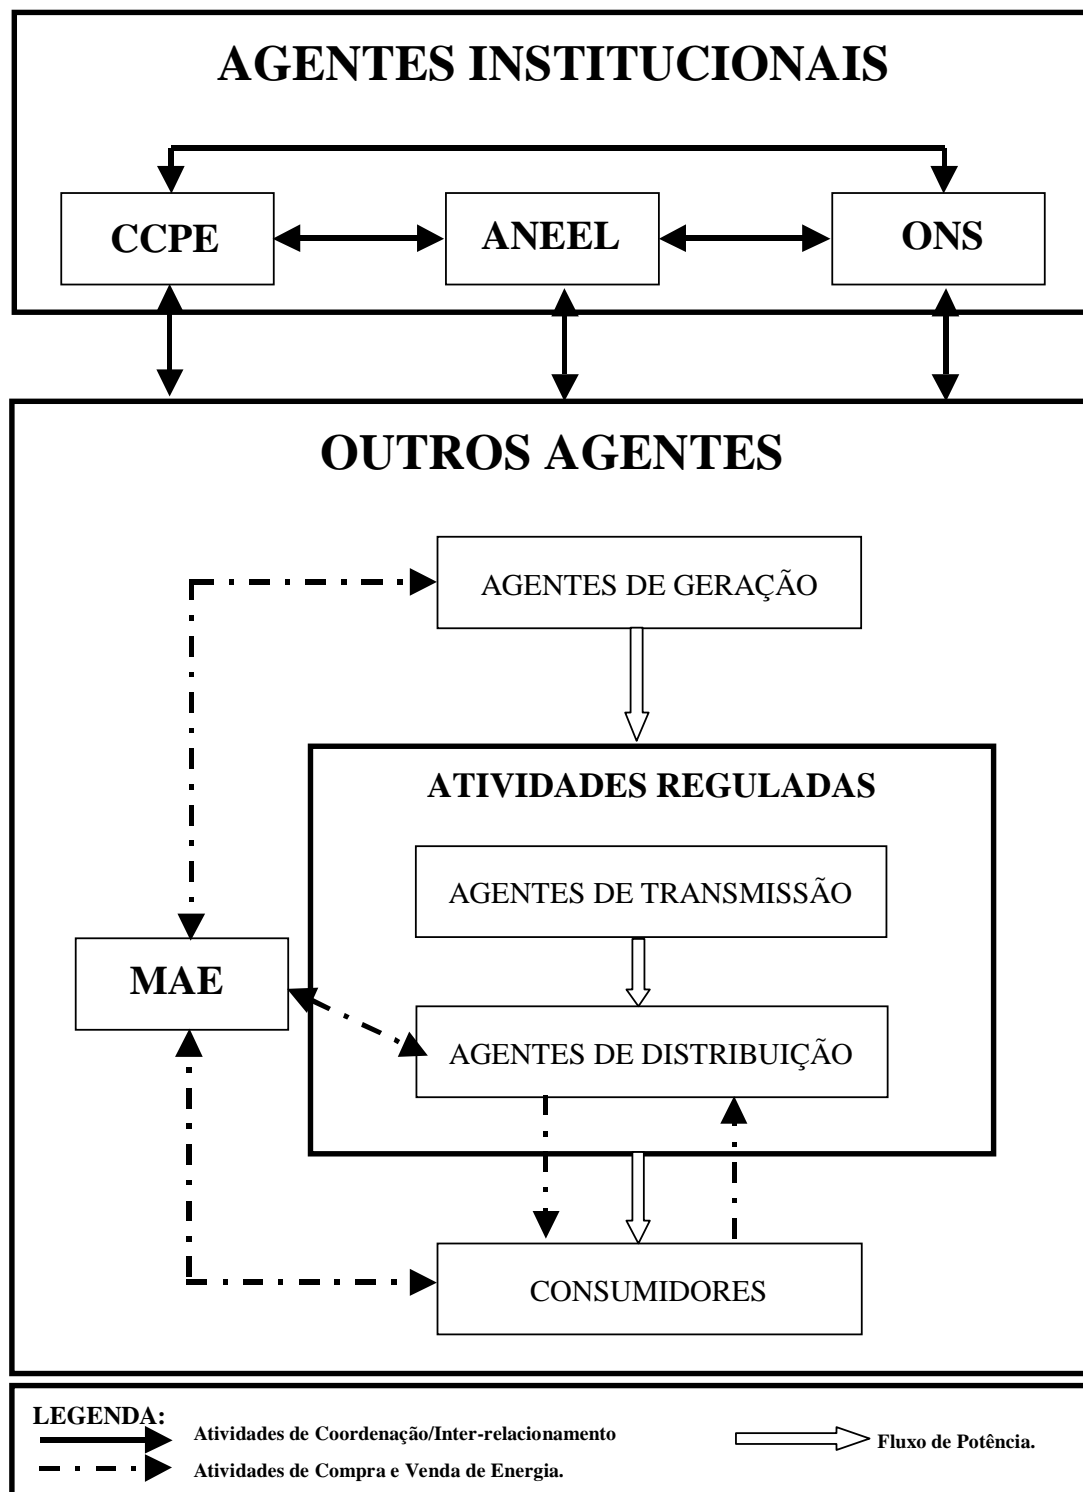 AGENTES INSTITUCIONAIS
CCPE
ANEEL
ONS
OUTROS AGENTES
AGENTES DE GERAÇÃO
ATIVIDADES REGULADAS
AGENTES DE TRANSMISSÃO
MAE
AGENTES DE DISTRIBUIÇÃO
CONSUMIDORES
LEGENDA:
Atividades de Coordenação/Inter-relacionamento
Fluxo de Potência.
Atividades de Compra e Venda de Energia.